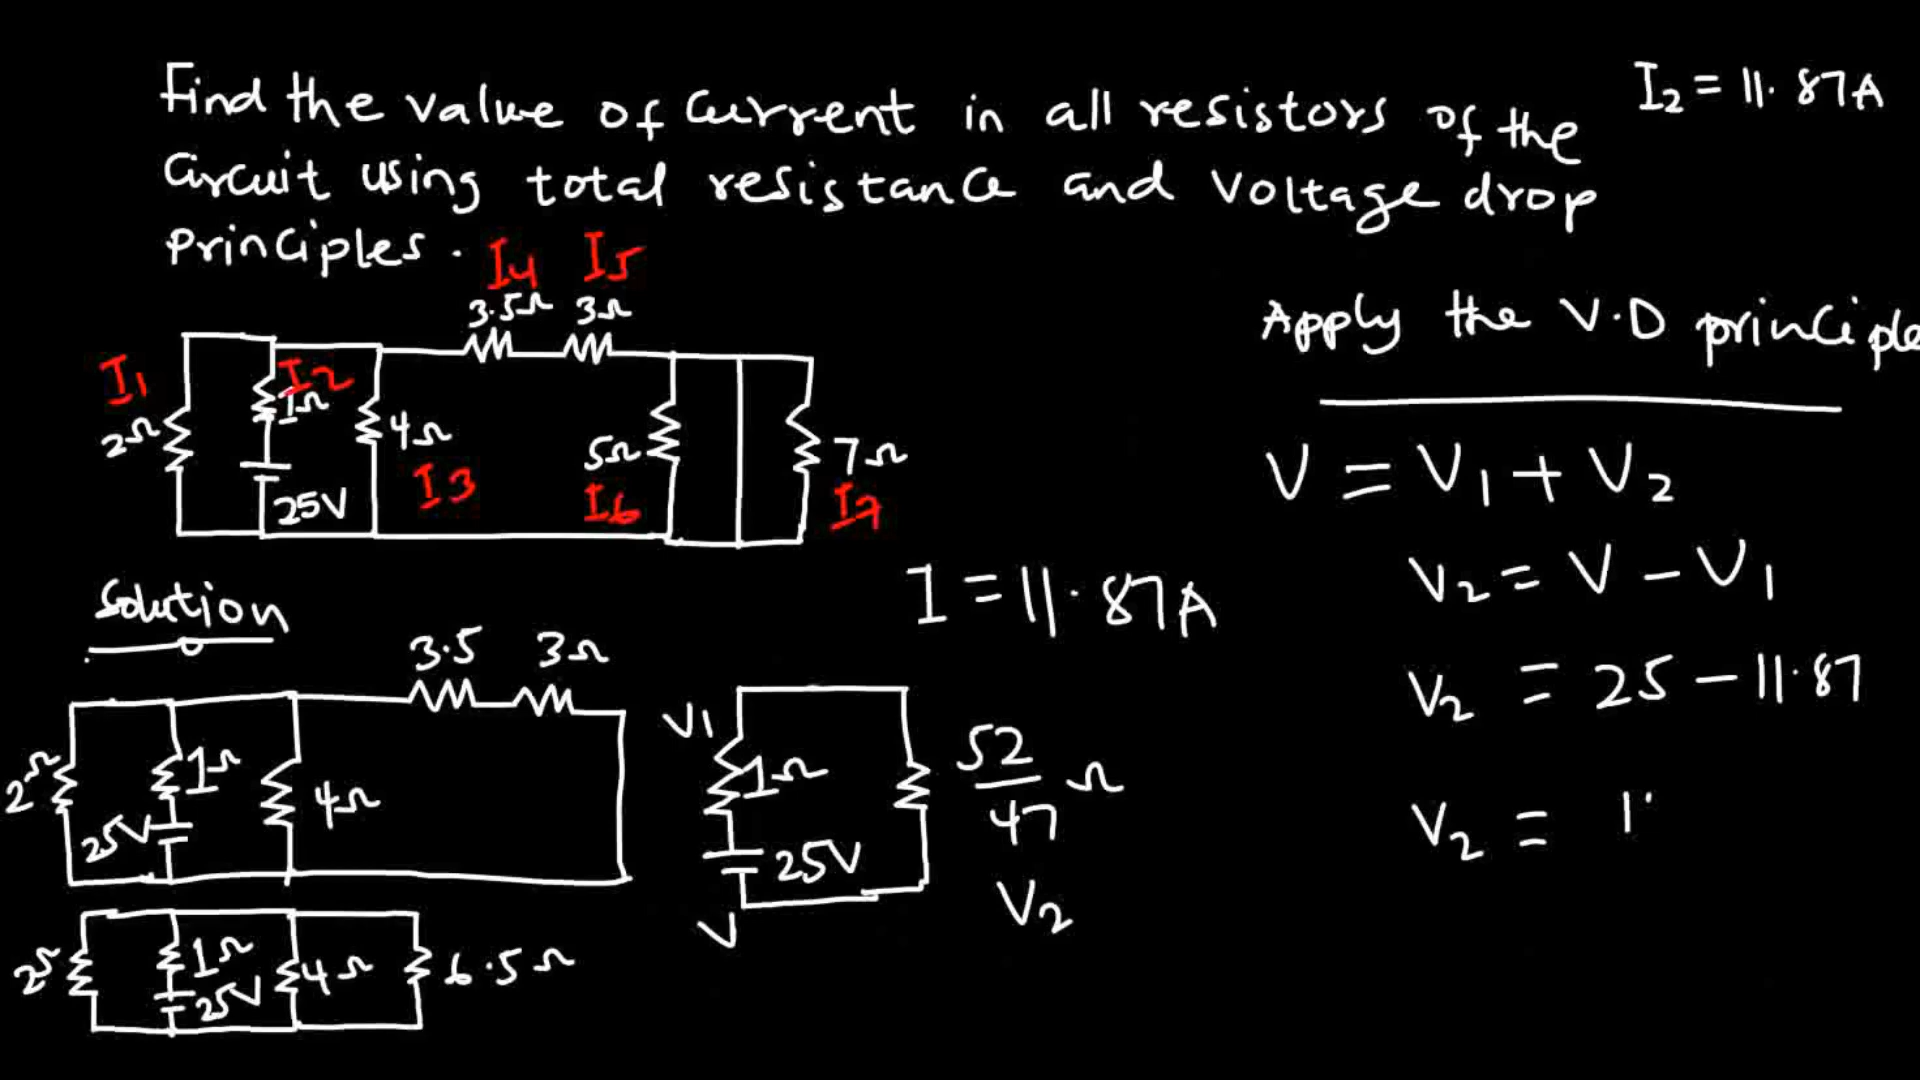 Find the value of current in all resistors of the
circuit using total resistance and voltage drop
principles.
I2 = 11.87A
I4 I5
3.5Ω 3Ω
I1 I2
2Ω 1Ω 4Ω 5Ω 7Ω
I3 I6 I7
25V
Solution
3.5 3Ω
2Ω 1Ω 4Ω
25V
2Ω 1Ω 4Ω 6.5Ω
25V
I = 11.87A
V1
1Ω 52/47 Ω
25V
V V2
Apply the V.D principle
V = V1 + V2
V2 = V - V1
V2 = 25 - 11.87
V2 = 1